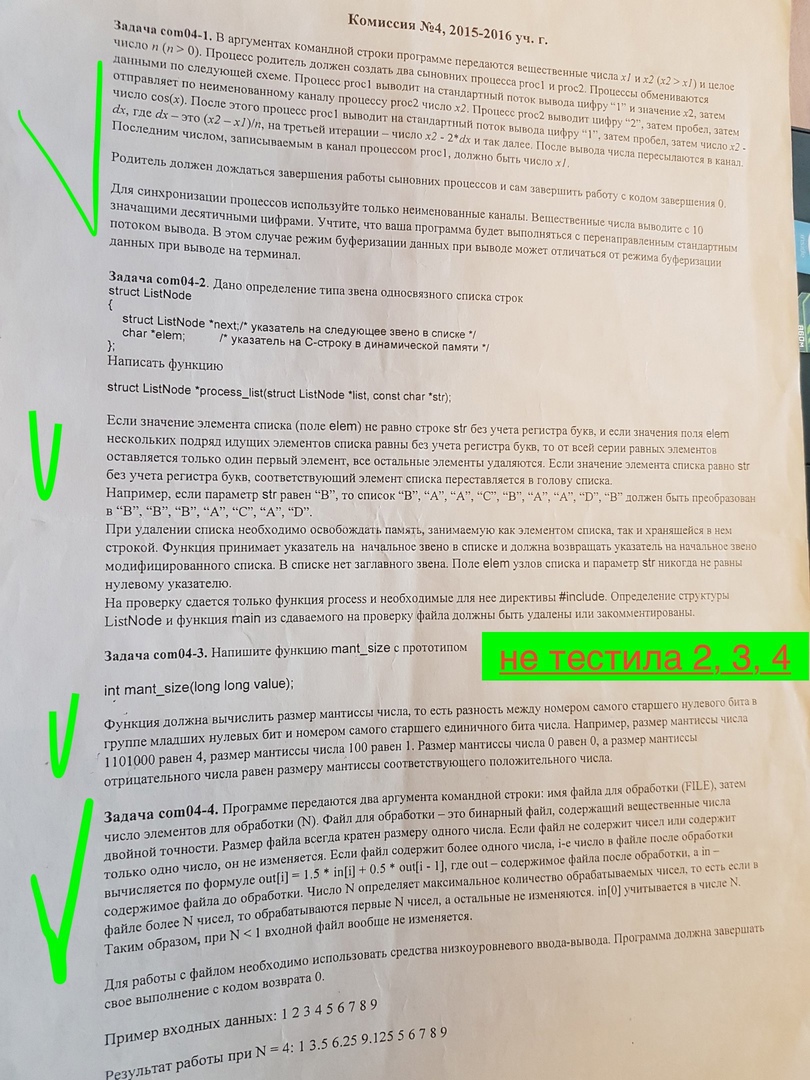 Комиссия №4, 2015-2016 уч. г.
Задача com04-1. В аргументах командной строки программе передаются вещественные числа x1 и x2 (x2 > x1) и целое
число n (n > 0). Процесс родитель должен создать два сыновних процесса proc1 и proc2. Процессы обмениваются
данными по следующей схеме. Процесс proc1 выводит на стандартный поток вывода цифру “1” и значение x2, затем
отправляет по неименованному каналу процессу proc2 число x2. Процесс proc2 выводит цифру “2”, затем пробел, затем
число cos(x). После этого процесс proc1 выводит на стандартный поток вывода цифру “1”, затем пробел, затем число x2 -
dx, где dx – это (x2 – x1)/n, на третьей итерации – число x2 - 2*dx и так далее. После вывода числа пересылаются в канал.
Последним числом, записываемым в канал процессом proc1, должно быть число x1.
Родитель должен дождаться завершения работы сыновних процессов и сам завершить работу с кодом завершения 0.
Для синхронизации процессов используйте только неименованные каналы. Вещественные числа выводите с 10
значащими десятичными цифрами. Учтите, что ваша программа будет выполняться с перенаправленным стандартным
потоком вывода. В этом случае режим буферизации данных при выводе может отличаться от режима буферизации
данных при выводе на терминал.
Задача com04-2. Дано определение типа звена односвязного списка строк
struct ListNode
{
struct ListNode *next;/* указатель на следующее звено в списке */
char *elem; /* указатель на С-строку в динамической памяти */
};
Написать функцию
struct ListNode *process_list(struct ListNode *list, const char *str);
Если значение элемента списка (поле elem) не равно строке str без учета регистра букв, и если значения поля elem
нескольких подряд идущих элементов списка равны без учета регистра букв, то от всей серии равных элементов
оставляется только один первый элемент, все остальные элементы удаляются. Если значение элемента списка равно str
без учета регистра букв, соответствующий элемент списка переставляется в голову списка.
Например, если параметр str равен “B”, то список “B”, “A”, “A”, “C”, “B”, “A”, “A”, “D”, “B” должен быть преобразован
в “B”, “B”, “B”, “A”, “C”, “A”, “D”.
При удалении списка необходимо освобождать память, занимаемую как элементом списка, так и хранящейся в нем
строкой. Функция принимает указатель на начальное звено в списке и должна возвращать указатель на начальное звено
модифицированного списка. В списке нет заглавного звена. Поле elem узлов списка и параметр str никогда не равны
нулевому указателю.
На проверку сдается только функция process и необходимые для нее директивы #include. Определение структуры
ListNode и функция main из сдаваемого на проверку файла должны быть удалены или закомментированы.
Задача com04-3. Напишите функцию mant_size с прототипом
не тестила 2, 3, 4
int mant_size(long long value);
Функция должна вычислить размер мантиссы числа, то есть разность между номером самого старшего нулевого бита в
группе младших нулевых бит и номером самого старшего единичного бита числа. Например, размер мантиссы числа
1101000 равен 4, размер мантиссы числа 100 равен 1. Размер мантиссы числа 0 равен 0, а размер мантиссы
отрицательного числа равен размеру мантиссы соответствующего положительного числа.
Задача com04-4. Программе передаются два аргумента командной строки: имя файла для обработки (FILE), затем
число элементов для обработки (N). Файл для обработки – это бинарный файл, содержащий вещественные числа
двойной точности. Размер файла всегда кратен размеру одного числа. Если файл не содержит чисел или содержит
только одно число, он не изменяется. Если файл содержит более одного числа, i-е число в файле после обработки
вычисляется по формуле out[i] = 1.5 * in[i] + 0.5 * out[i - 1], где out – содержимое файла после обработки, а in –
содержимое файла до обработки. Число N определяет максимальное количество обрабатываемых чисел, то есть если в
файле более N чисел, то обрабатываются первые N чисел, а остальные не изменяются. in[0] учитывается в числе N.
Таким образом, при N < 1 входной файл вообще не изменяется.
Для работы с файлом необходимо использовать средства низкоуровневого ввода-вывода. Программа должна завершать
свое выполнение с кодом возврата 0.
Пример входных данных: 1 2 3 4 5 6 7 8 9
Результат работы при N = 4: 1 3.5 6.25 9.125 5 6 7 8 9